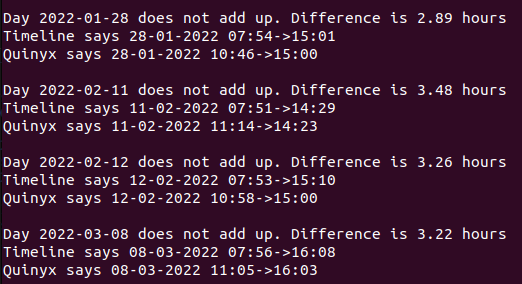 Day 2022-01-28 does not add up. Difference is 2.89 hours
Timeline says 28-01-2022 07:54->15:01
Quinyx says 28-01-2022 10:46->15:00
Day 2022-02-11 does not add up. Difference is 3.48 hours
Timeline says 11-02-2022 07:51->14:29
Quinyx says 11-02-2022 11:14->14:23
Day 2022-02-12 does not add up. Difference is 3.26 hours
Timeline says 12-02-2022 07:53->15:10
Quinyx says 12-02-2022 10:58->15:00
Day 2022-03-08 does not add up. Difference is 3.22 hours
Timeline says 08-03-2022 07:56->16:08
Quinyx says 08-03-2022 11:05->16:03